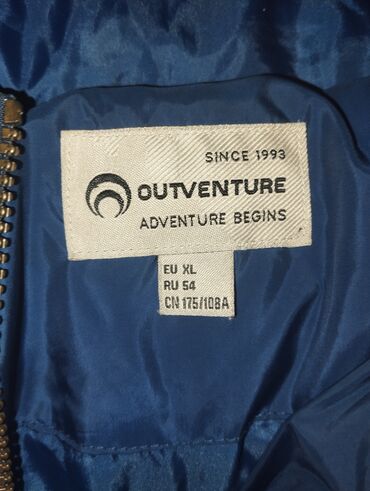 SINCE 1993
OUTVENTURE
ADVENTURE BEGINS
EU XL
RU 54
CN 175/108A